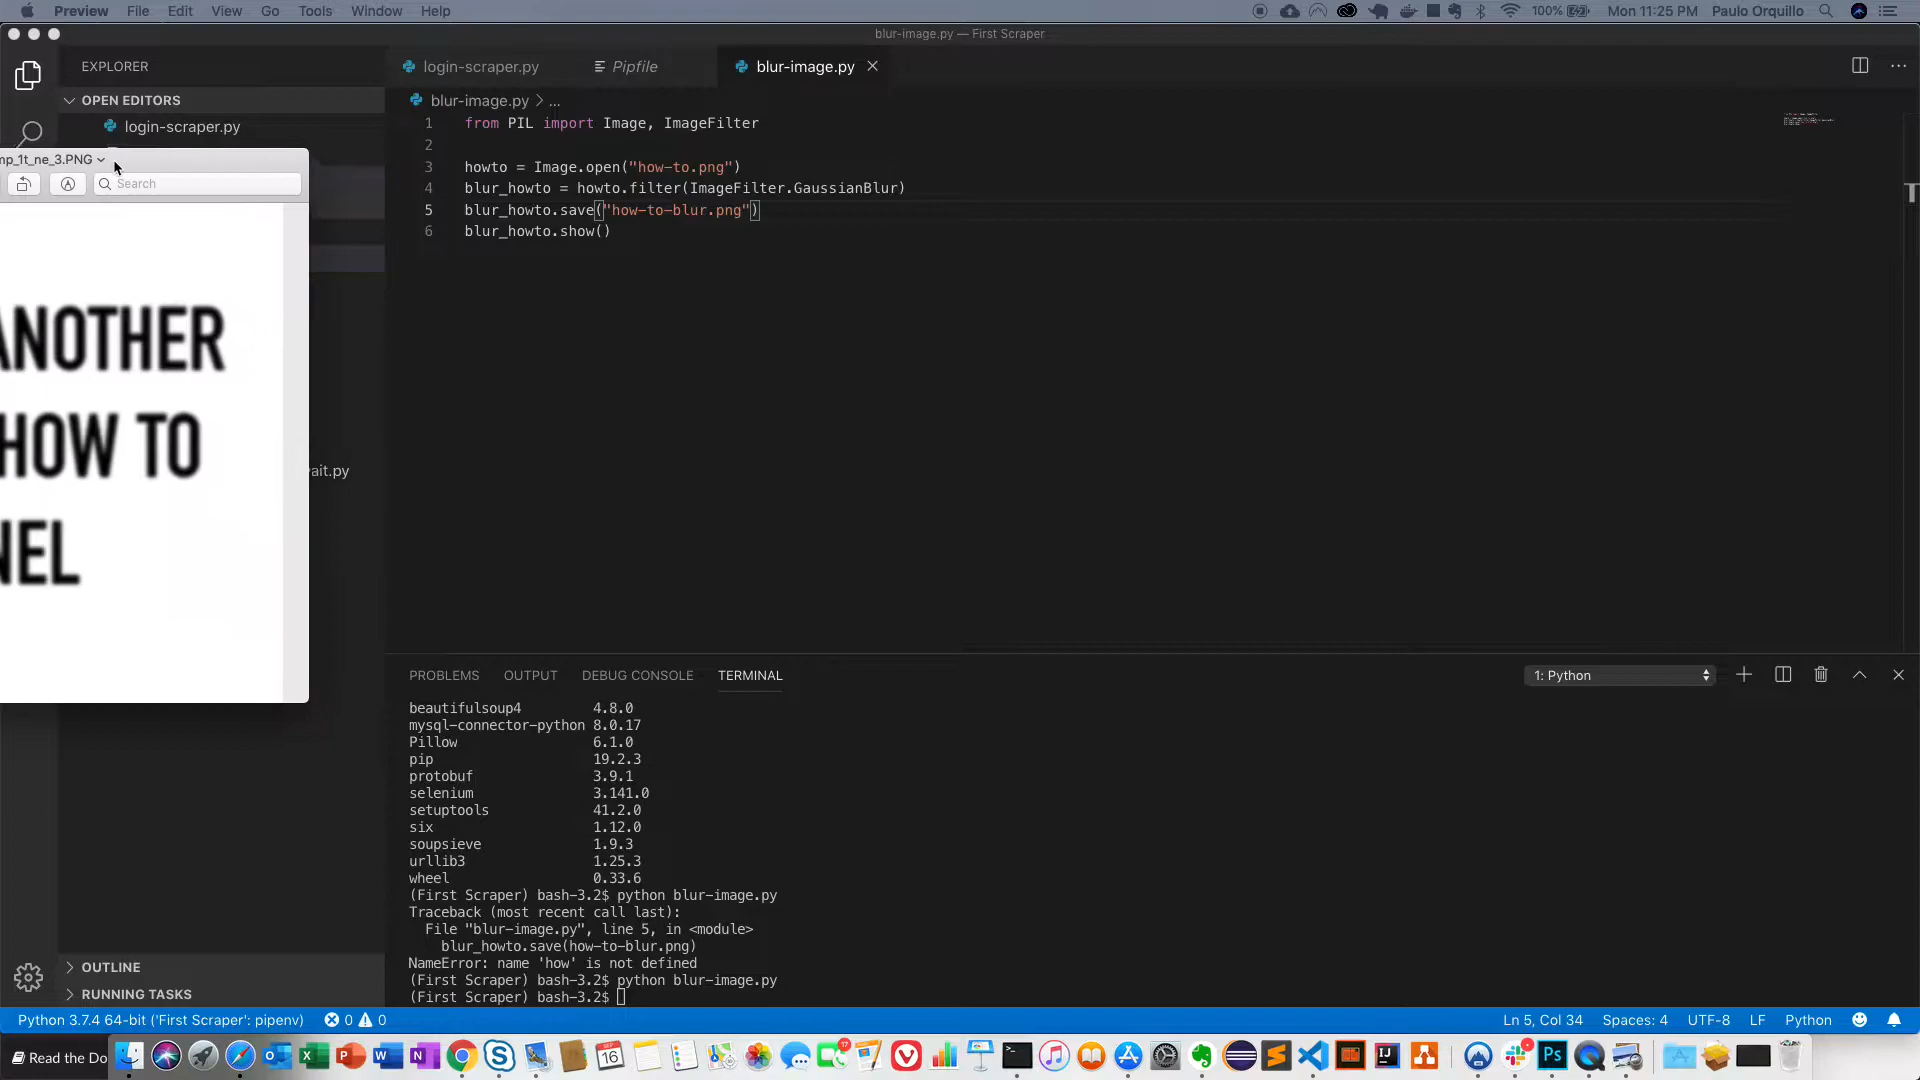 Preview File Edit View Go Tools Window Help 100% Mon 11:25 PM Paulo Orquillo
blur-image.py — First Scraper
EXPLORER
login-scraper.py Pipfile blur-image.py
OPEN EDITORS
login-scraper.py
blur-image.py > ...
mp_1t_ne_3.PNG
Search
ANOTHER
HOW TO
NEL
ait.py
1 from PIL import Image, ImageFilter
2
3 howto = Image.open("how-to.png")
4 blur_howto = howto.filter(ImageFilter.GaussianBlur)
5 blur_howto.save("how-to-blur.png")
6 blur_howto.show()
PROBLEMS OUTPUT DEBUG CONSOLE TERMINAL 1: Python
beautifulsoup4 4.8.0
mysql-connector-python 8.0.17
Pillow 6.1.0
pip 19.2.3
protobuf 3.9.1
selenium 3.141.0
setuptools 41.2.0
six 1.12.0
soupsieve 1.9.3
urllib3 1.25.3
wheel 0.33.6
(First Scraper) bash-3.2$ python blur-image.py
Traceback (most recent call last):
File "blur-image.py", line 5, in <module>
blur_howto.save(how-to-blur.png)
NameError: name 'how' is not defined
(First Scraper) bash-3.2$ python blur-image.py
(First Scraper) bash-3.2$
OUTLINE
RUNNING TASKS
Python 3.7.4 64-bit ('First Scraper': pipenv) 0 0 Ln 5, Col 34 Spaces: 4 UTF-8 LF Python
Read the Do